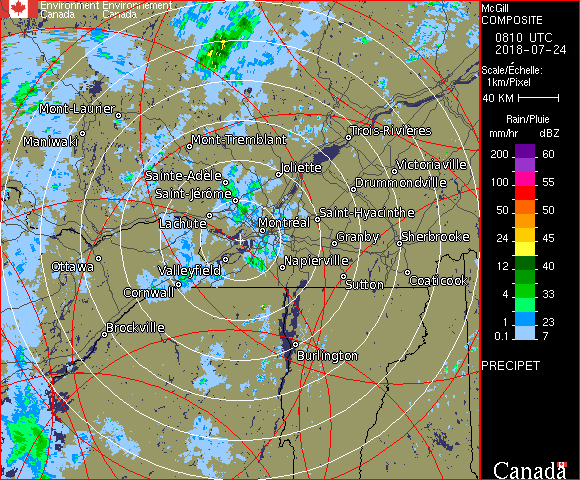 Environment Environnement
Canada Canada
McGill
COMPOSITE
0810 UTC
2018-07-24
Scale/Échelle:
1km/Pixel
40 KM
Rain/Pluie
mm/hr dBZ
200 60
100 55
50 50
24 45
12 40
4 33
1 23
0.1 7
PRECIPET
Canada
Mont-Laurier
Maniwaki
Mont-Tremblant
Trois-Rivières
Joliette
Victoriaville
Sainte-Adèle
Drummondville
Saint-Jérôme
Lachute
Saint-Hyacinthe
Montréal
Granby
Sherbrooke
Ottawa
Valleyfield
Napierville
Cornwall
Sutton
Coaticook
Brockville
Burlington